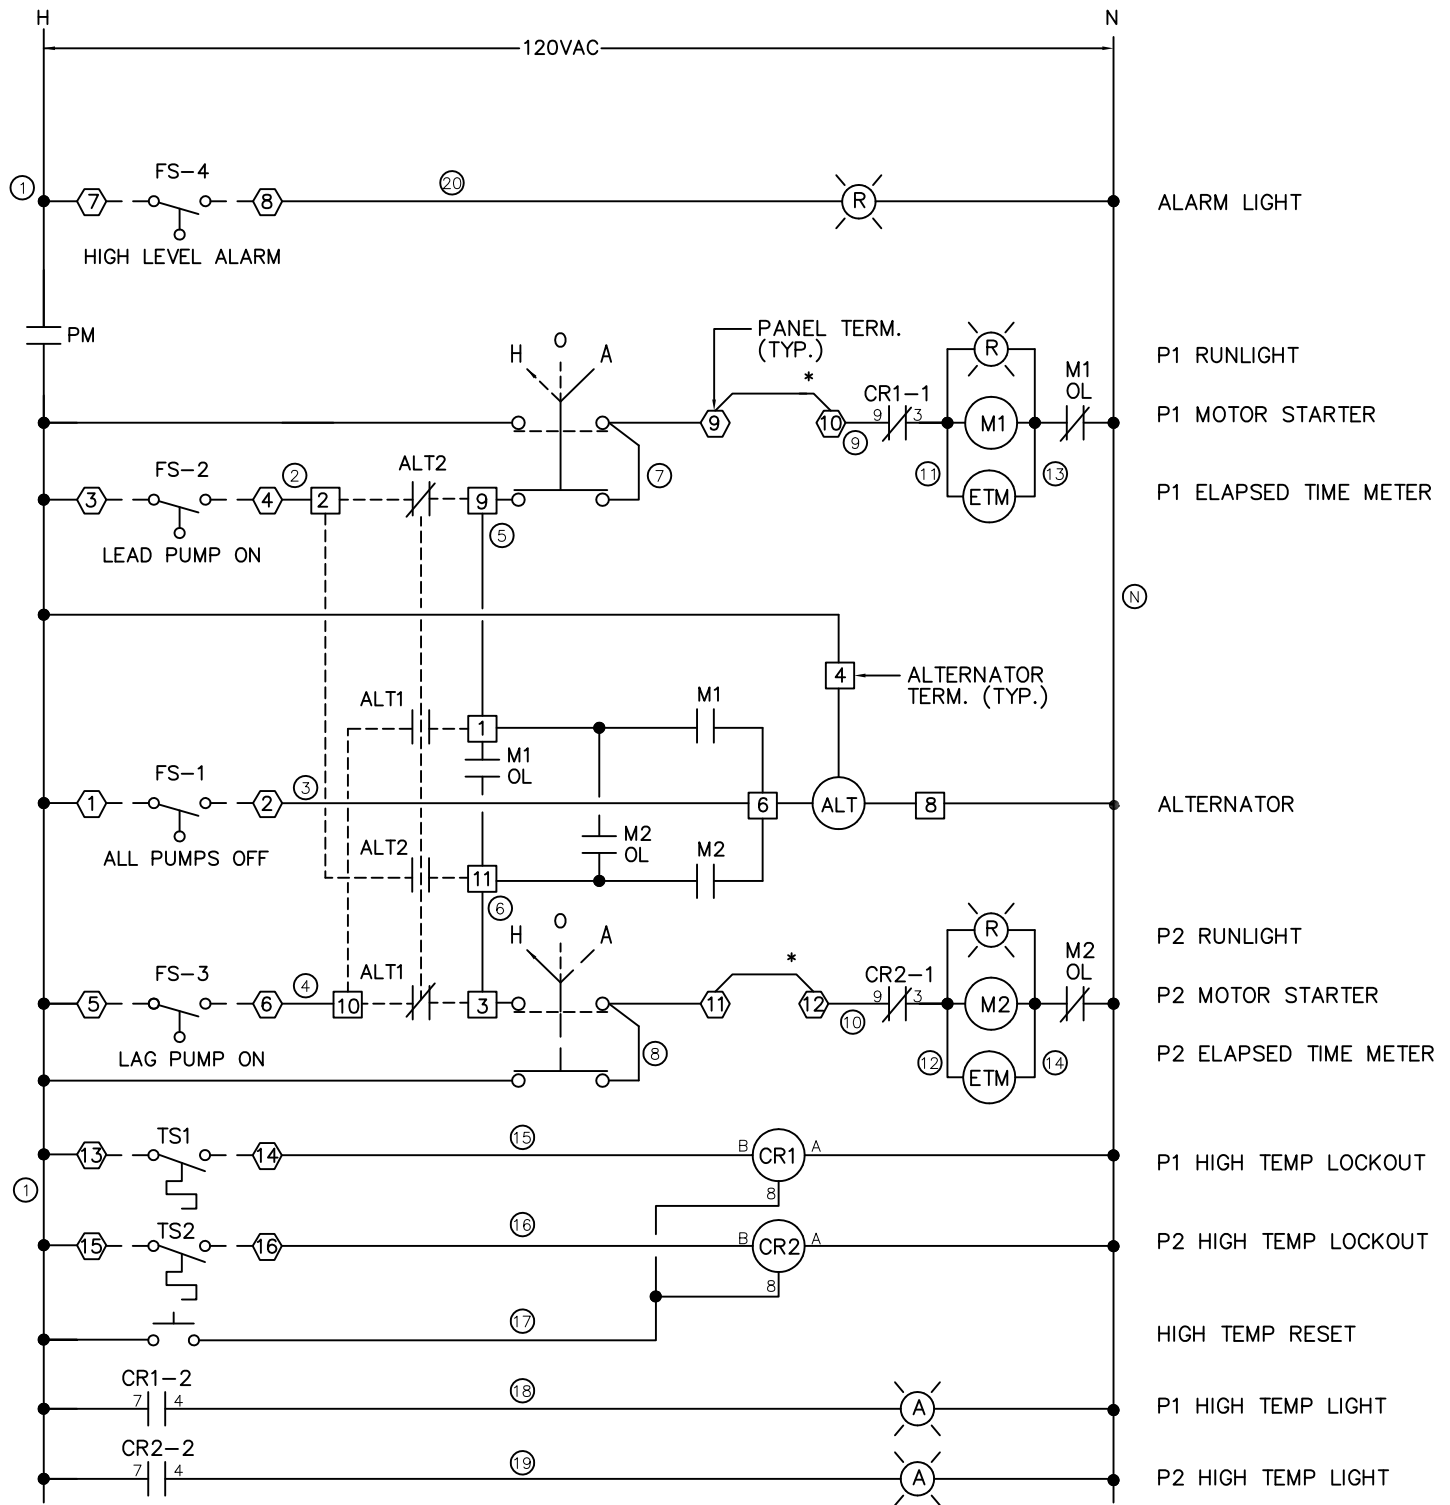 H N
120VAC
FS-4
1 7 8 20 R ALARM LIGHT
HIGH LEVEL ALARM
PM
PANEL TERM.
(TYP.)
H O A
R P1 RUNLIGHT
* M1
OL
CR1-1
9 10 9 9 3 M1 P1 MOTOR STARTER
FS-2 ALT2
2 7 11 13
3 4 2 9 ETM P1 ELAPSED TIME METER
5
LEAD PUMP ON
N
4 ALTERNATOR
TERM. (TYP.)
ALT1 M1
1
M1
OL
FS-1 3
1 2 6 ALT 8 ALTERNATOR
M2
OL
ALL PUMPS OFF ALT2 M2
11
6
H O A
R P2 RUNLIGHT
* M2
OL
FS-3 ALT1 CR2-1
5 6 4 10 3 11 12 10 9 3 M2 P2 MOTOR STARTER
LAG PUMP ON 8 12 14 P2 ELAPSED TIME METER
ETM
TS1 15
13 14 B CR1 A P1 HIGH TEMP LOCKOUT
1 8
TS2 16
15 16 B CR2 A P2 HIGH TEMP LOCKOUT
8
17 HIGH TEMP RESET
CR1-2 18
7 4 A P1 HIGH TEMP LIGHT
CR2-2 19
7 4 A P2 HIGH TEMP LIGHT